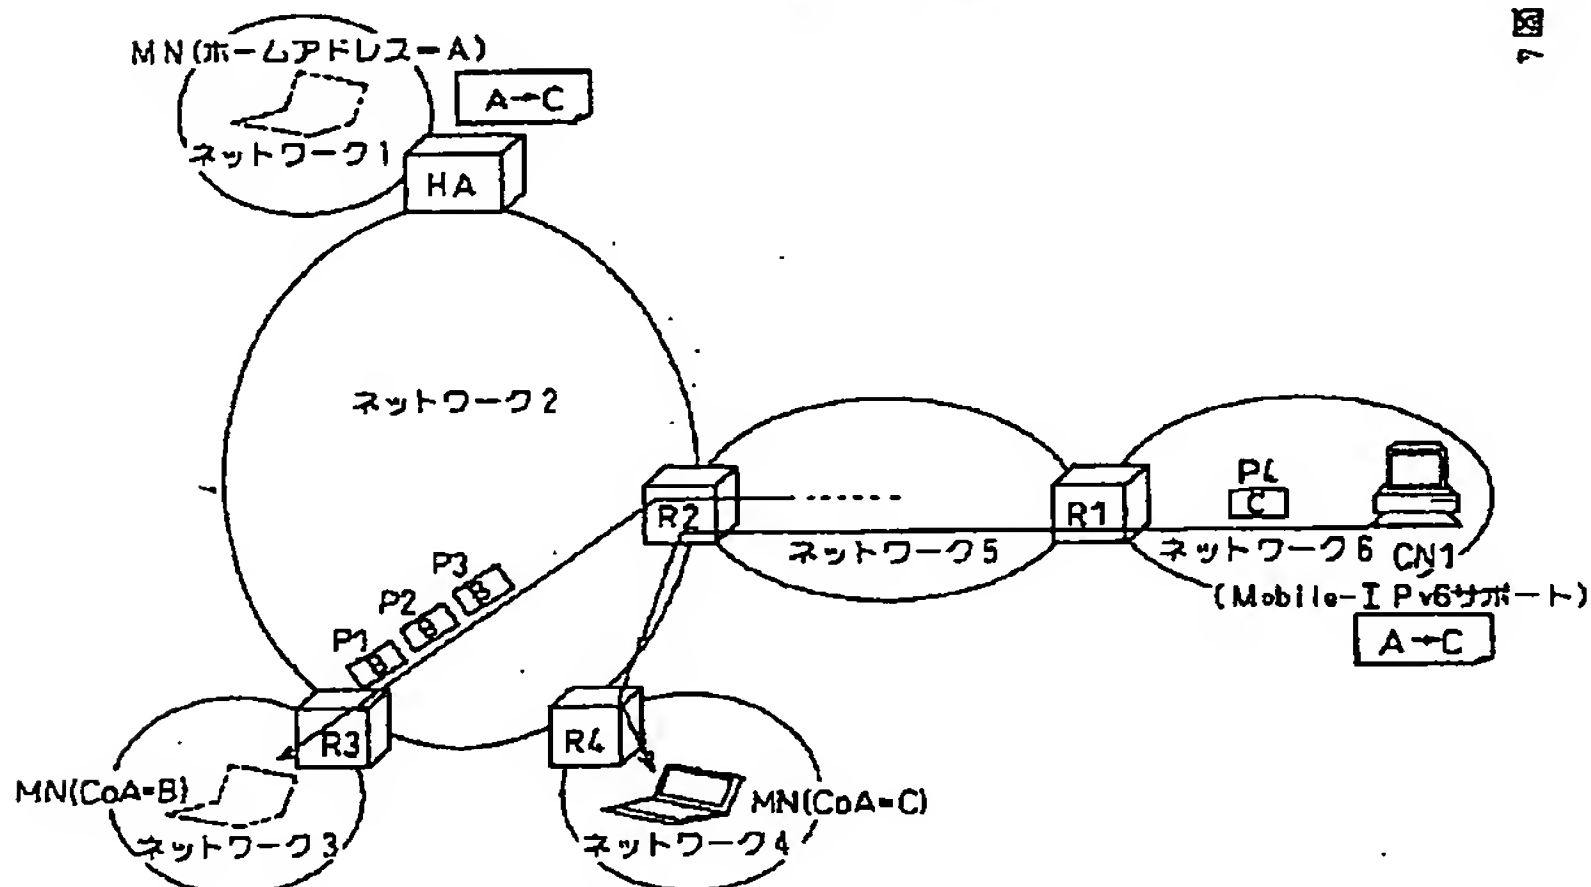 図7
MN(ホームアドレス=A)
A→C
ネットワーク1
HA
ネットワーク2
P4
C
R2
R1
ネットワーク5
ネットワーク6
CN1
(Mobile-IPv6サポート)
A→C
P3
B
P2
B
P1
B
R3
R4
MN(CoA=B)
MN(CoA=C)
ネットワーク3
ネットワーク4